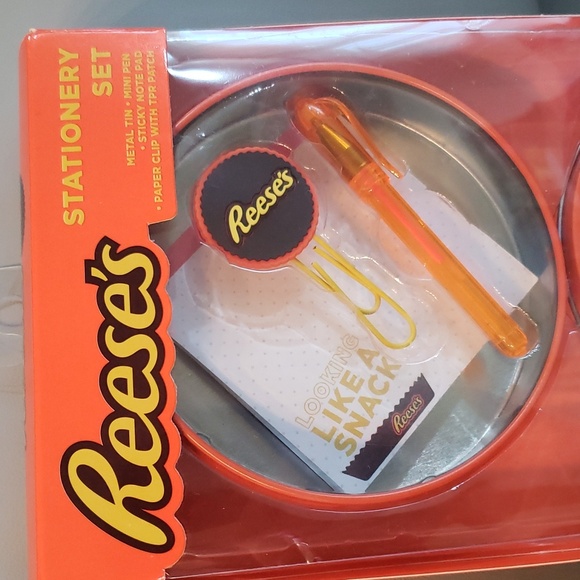 STATIONERY
SET
METAL TIN • MINI PEN
• STICKY NOTE PAD
• PAPER CLIP WITH TPR PATCH
Reese's
Reese's
LOOKING
LIKE A
SNACK
Reese's